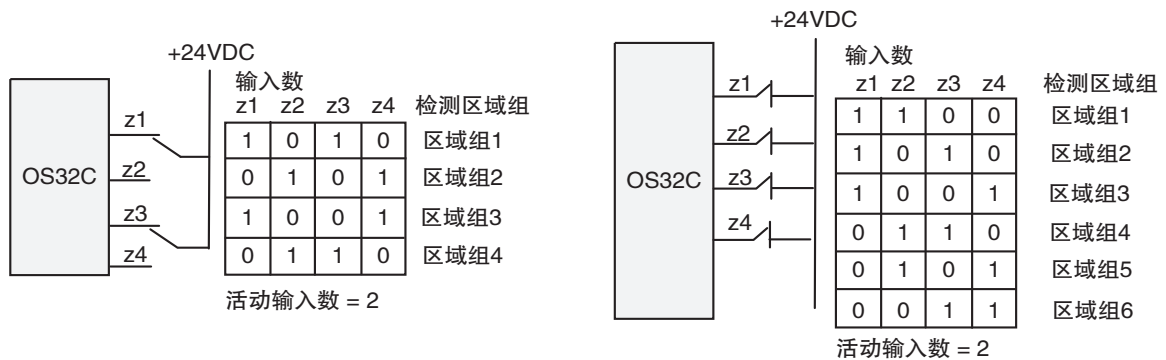 +24VDC
OS32C
z1
z2
z3
z4
输入数
z1 z2 z3 z4 检测区域组
1 0 1 0 区域组1
0 1 0 1 区域组2
1 0 0 1 区域组3
0 1 1 0 区域组4
活动输入数 = 2
+24VDC
OS32C
z1
z2
z3
z4
输入数
z1 z2 z3 z4 检测区域组
1 1 0 0 区域组1
1 0 1 0 区域组2
1 0 0 1 区域组3
0 1 1 0 区域组4
0 1 0 1 区域组5
0 0 1 1 区域组6
活动输入数 = 2